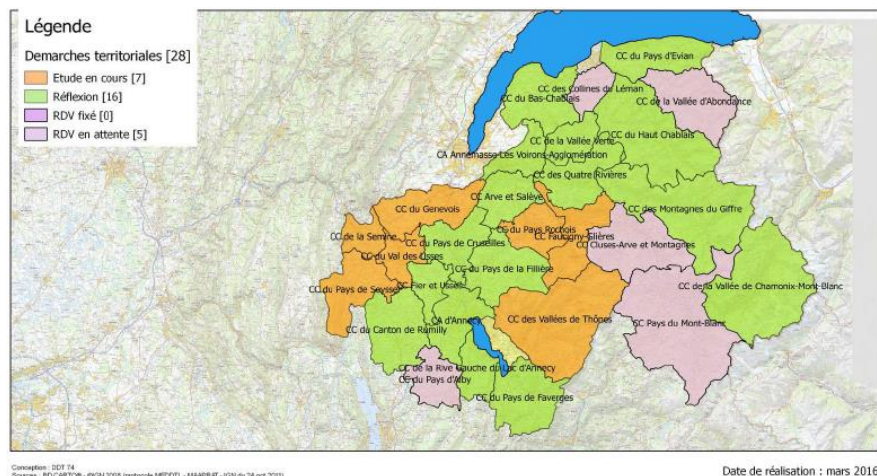 Légende
Demarches territoriales [28]
Etude en cours [7]
Réflexion [16]
RDV fixé [0]
RDV en attente [5]
CC du Pays d'Evian
CC des Collines du Léman
CC du Bas-Chablais
CC de la Vallée d'Abondance
CC du Haut Chablais
CC de la Vallée Verte
CA Annemasse-Les Voirons-Agglomération
CC des Quatre Rivières
CC Arve et Salève
CC du Genevois
CC des Montagnes du Giffre
CC du Pays Rochois
CC Faucigny-Glières
CC de la Semine
CC du Pays de Cruseilles
CC Cluses-Arve et Montagnes
CC du Val des Usses
CC du Pays de la Fillière
CC du Pays de Seyssel
CC Fier et Usses
CC de la Vallée de Chamonix-Mont-Blanc
CA d'Annecy
CC des Vallées de Thônes
CC Pays du Mont-Blanc
CC du Canton de Rumilly
CC de la Rive Gauche du Lac d'Annecy
CC du Pays d'Alby
CC du Pays de Faverges
Conception : DDT 74
Date de réalisation : mars 2016